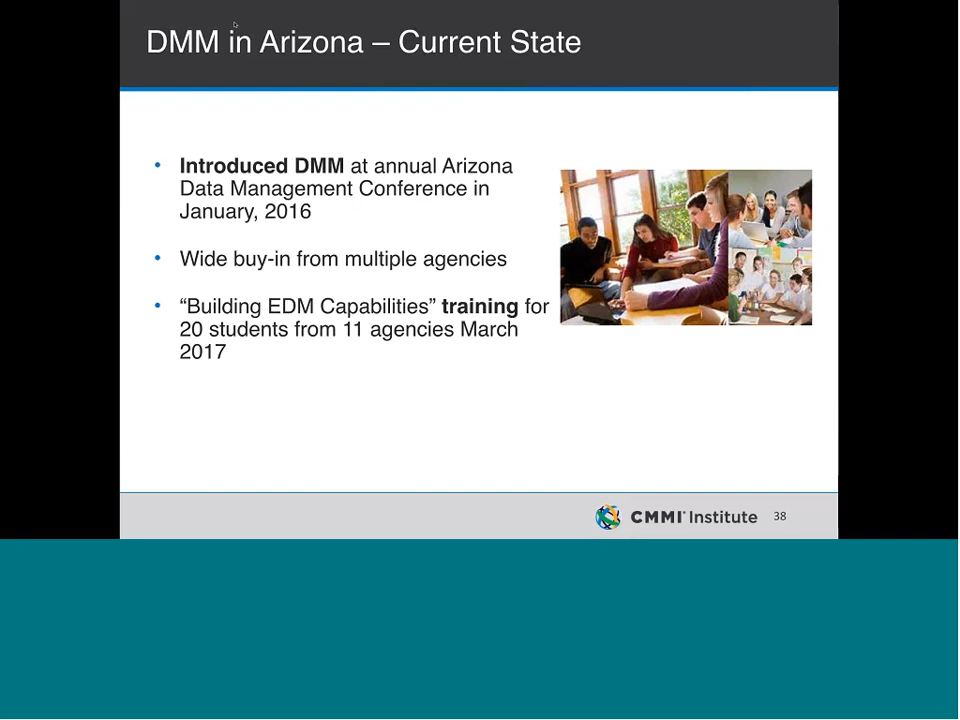 DMM in Arizona – Current State
• Introduced DMM at annual Arizona
Data Management Conference in
January, 2016
• Wide buy-in from multiple agencies
• “Building EDM Capabilities” training for
20 students from 11 agencies March
2017
CMMI® Institute 38